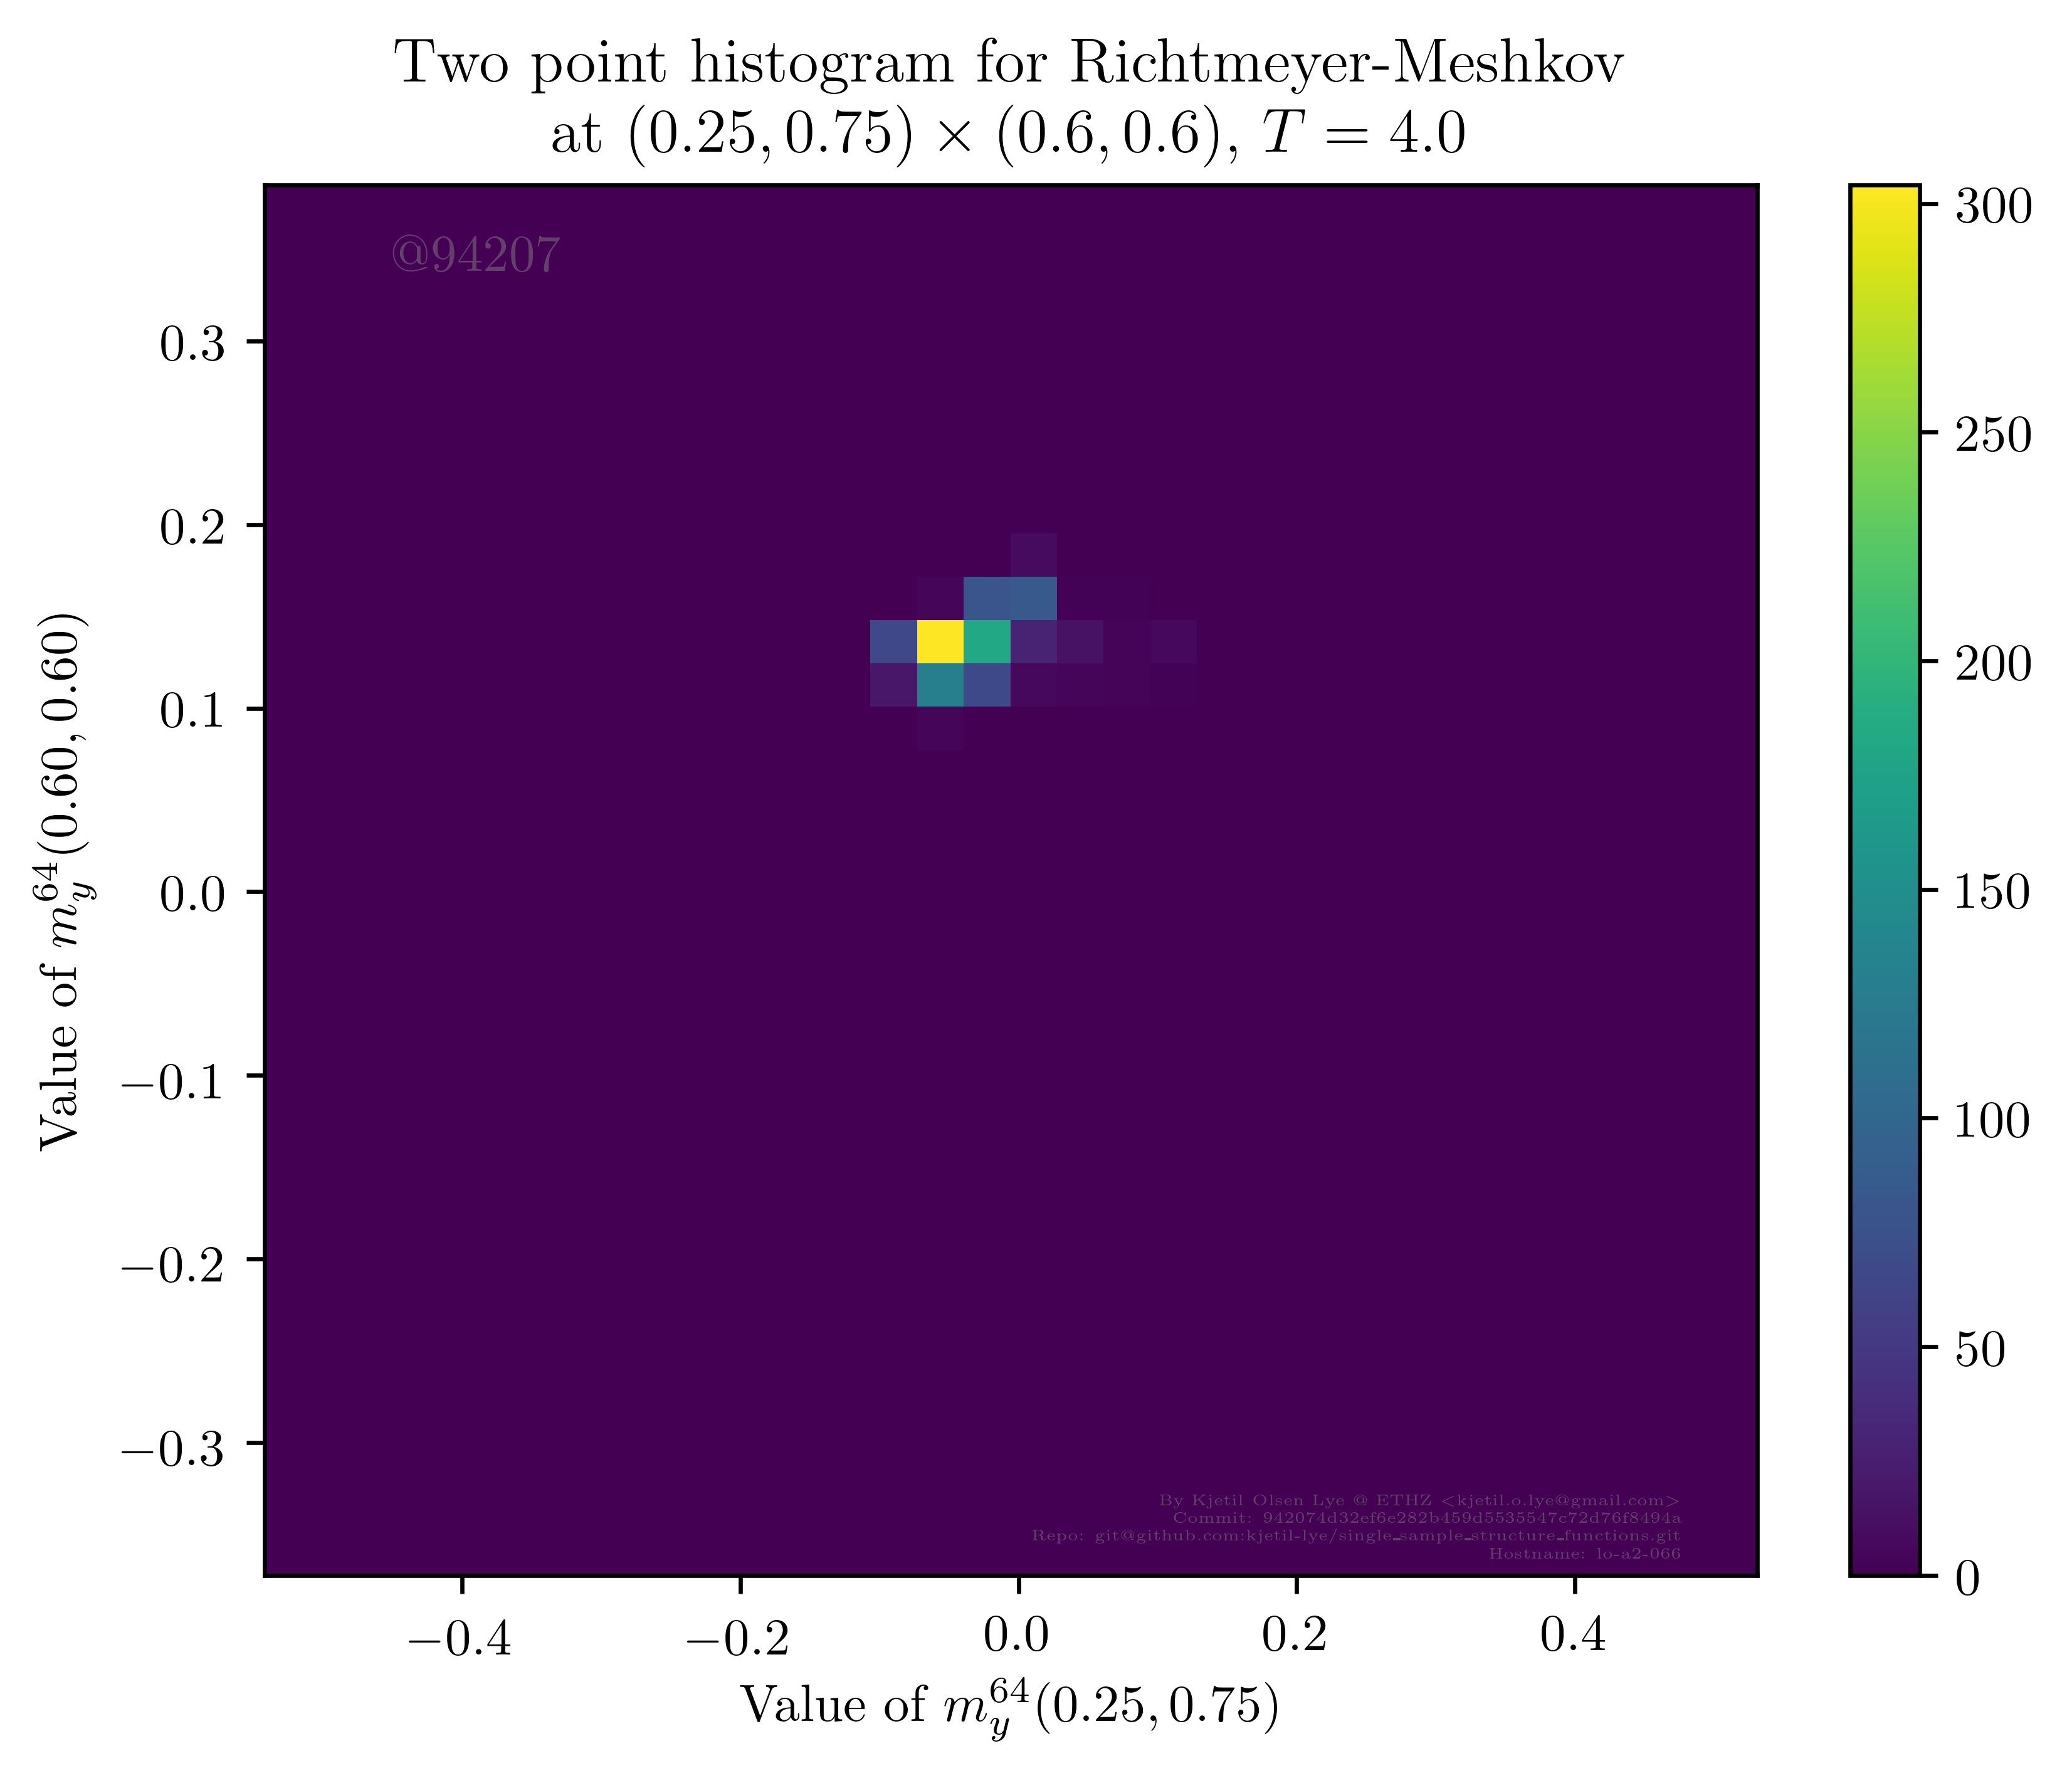 Two point histogram for Richtmeyer-Meshkov
at (0.25, 0.75) × (0.6, 0.6), T = 4.0
@94207
0.3
0.2
0.1
0.0
−0.1
−0.2
−0.3
Value of m_y^{64}(0.60, 0.60)
300
250
200
150
100
50
0
By Kjetil Olsen Lye @ ETHZ <kjetil.o.lye@gmail.com>
Commit: 942074d32ef6e282b459d5535547c72d76f8494a
Repo: git@github.com:kjetil-lye/single_sample_structure_functions.git
Hostname: lo-a2-066
−0.4 −0.2 0.0 0.2 0.4
Value of m_y^{64}(0.25, 0.75)